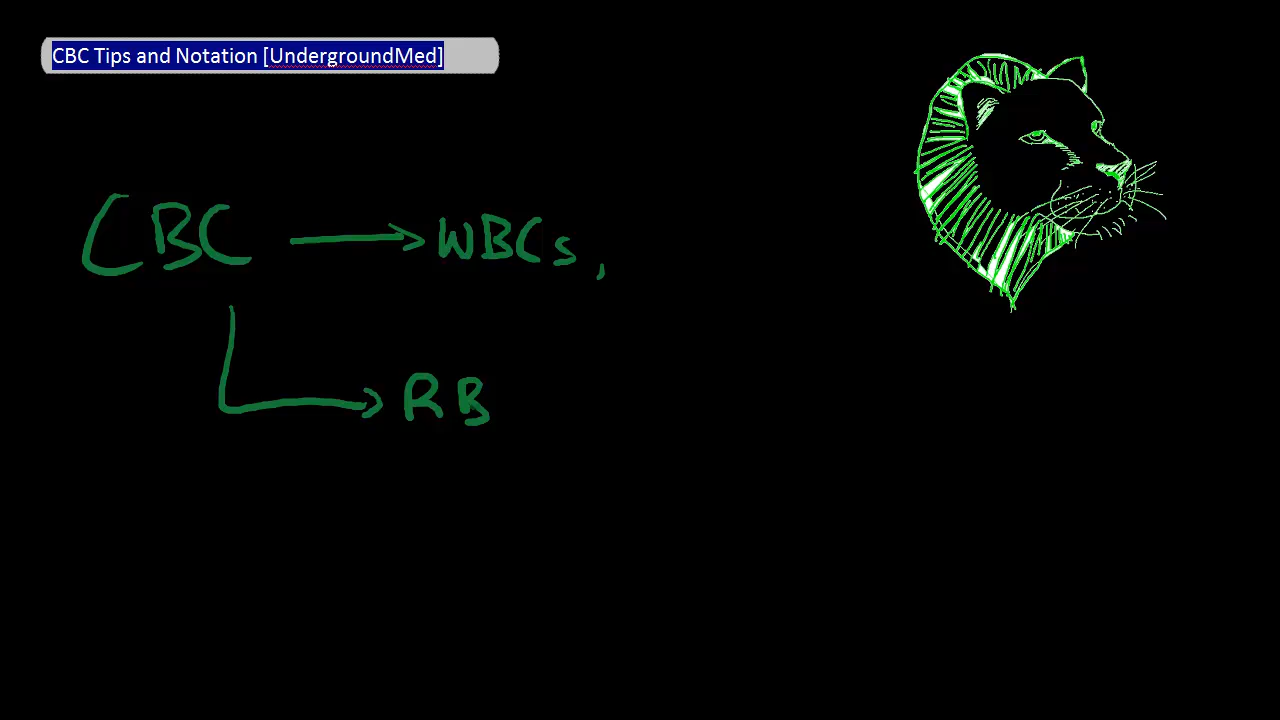 CBC Tips and Notation [UndergroundMed]
CBC → WBCs,
→ RB